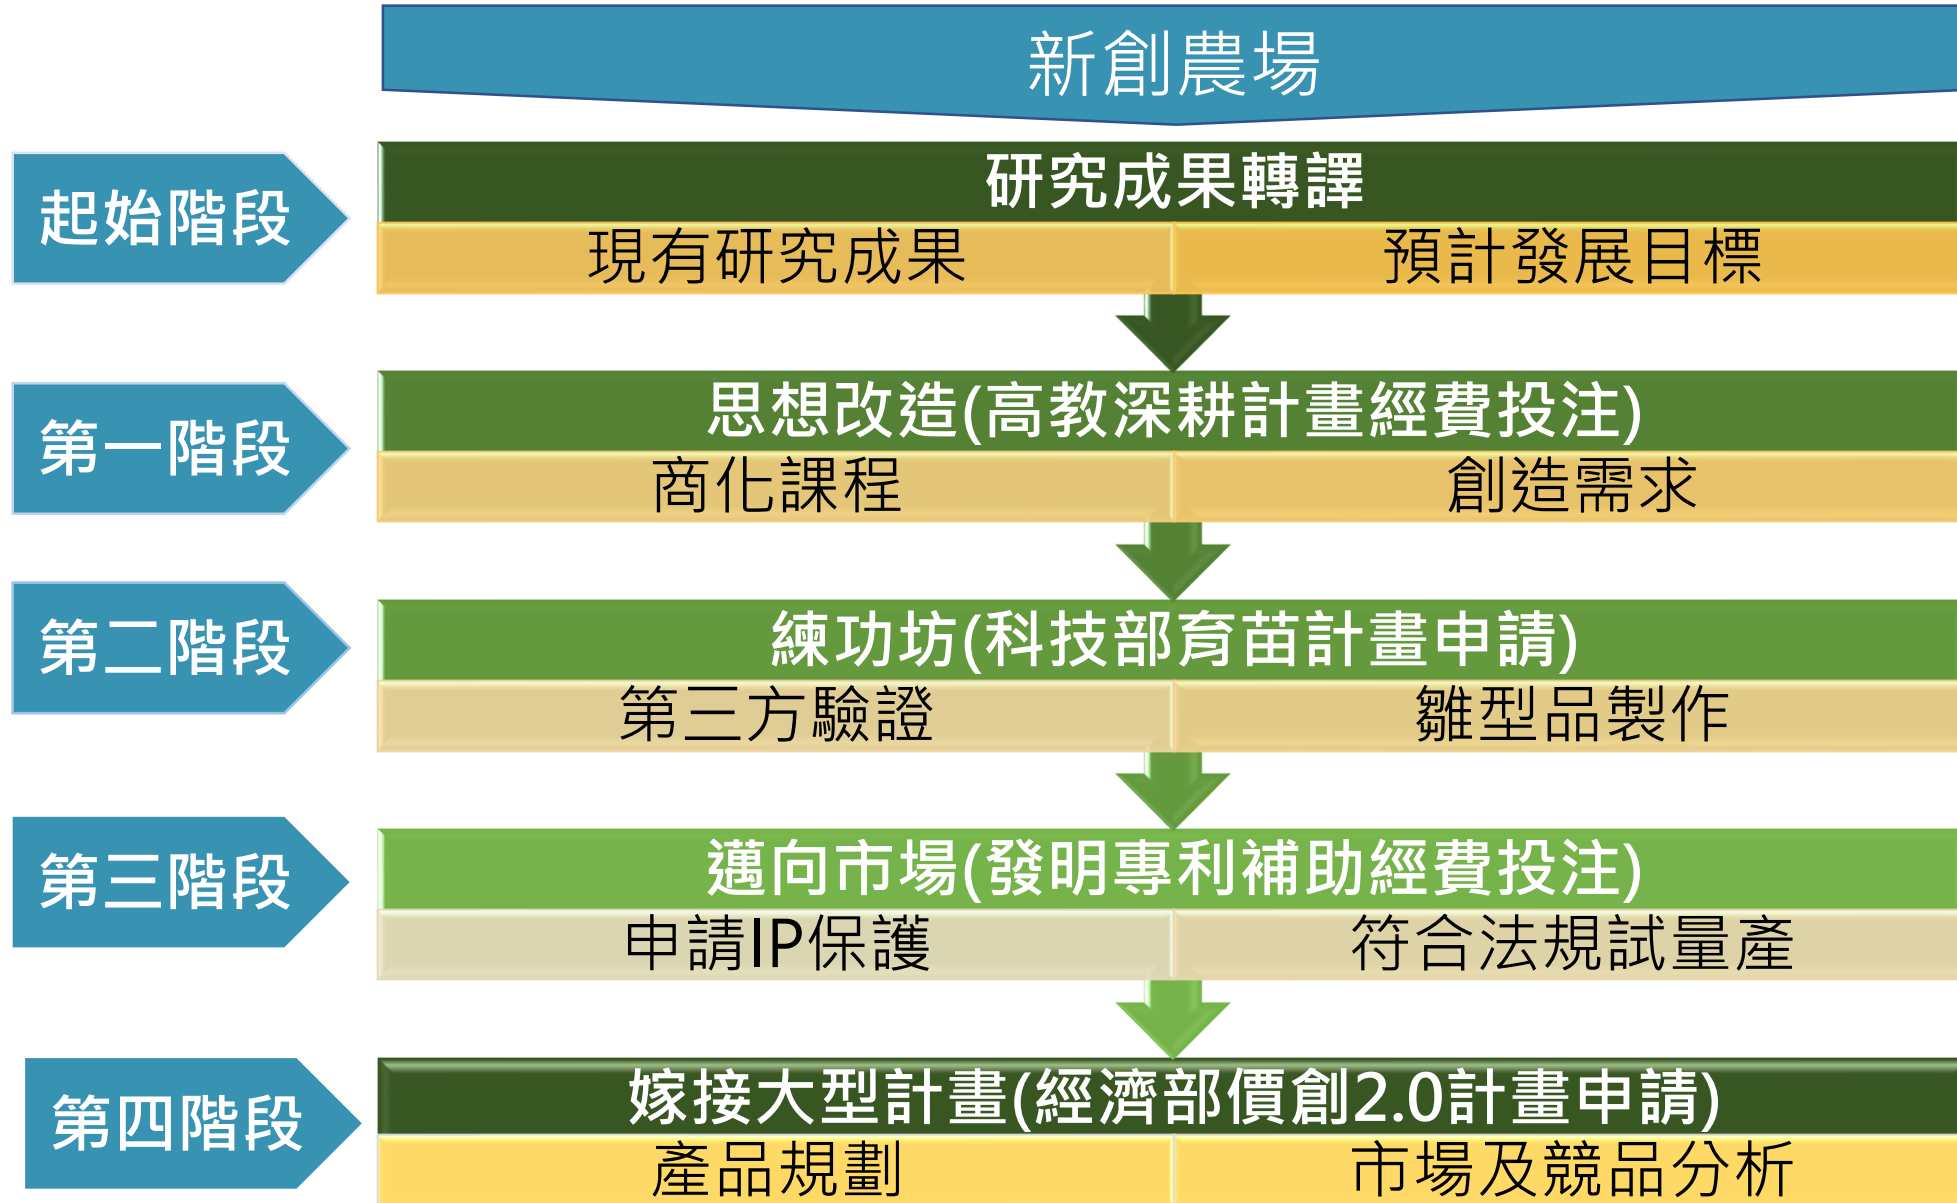 新創農場
起始階段
研究成果轉譯
現有研究成果
預計發展目標
第一階段
思想改造(高教深耕計畫經費投注)
商化課程
創造需求
第二階段
練功坊(科技部育苗計畫申請)
第三方驗證
雛型品製作
第三階段
邁向市場(發明專利補助經費投注)
申請IP保護
符合法規試量產
第四階段
嫁接大型計畫(經濟部價創2.0計畫申請)
產品規劃
市場及競品分析